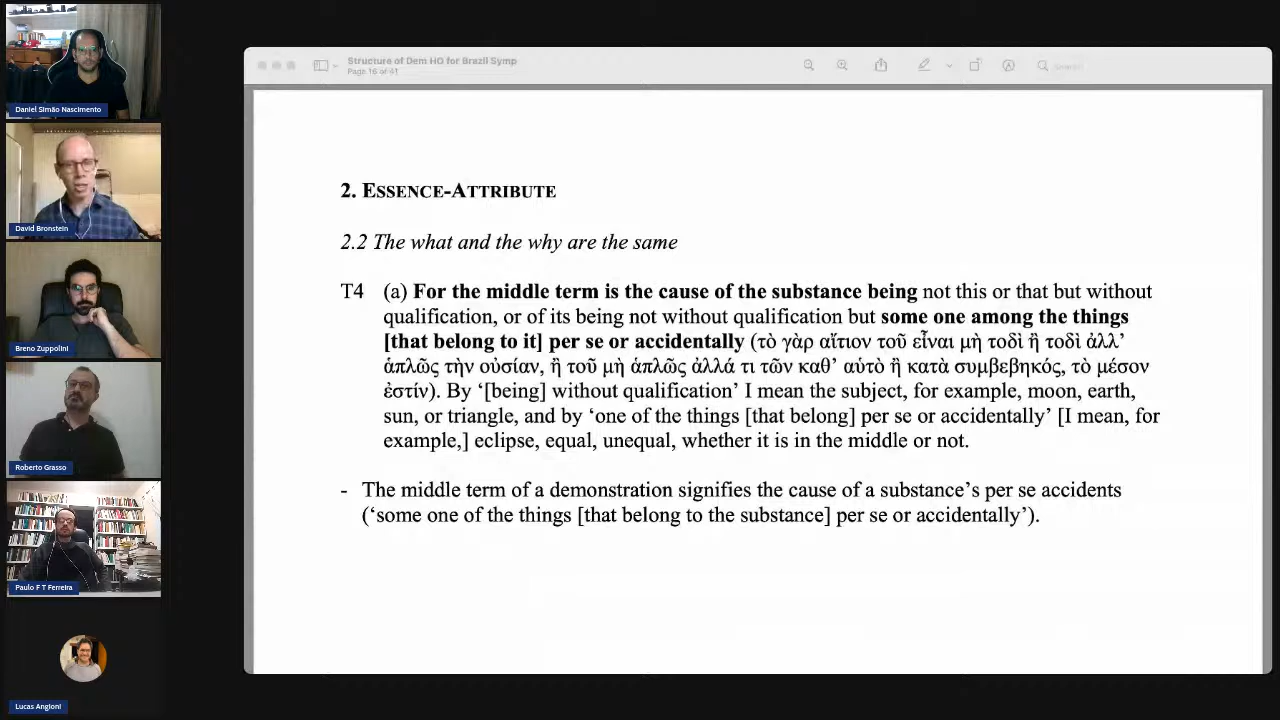 Daniel Simão Nascimento
David Bronstein
Breno Zuppolini
Roberto Grasso
Paulo F T Ferreira
Lucas Angioni
Structure of Dem HO for Brazil Symp
Page 16 of 41
Search
2. ESSENCE-ATTRIBUTE
2.2 The what and the why are the same
T4 (a) For the middle term is the cause of the substance being not this or that but without
qualification, or of its being not without qualification but some one among the things
[that belong to it] per se or accidentally (τὸ γὰρ αἴτιον τοῦ εἶναι μὴ τοδὶ ἢ τοδὶ ἀλλ’
ἁπλῶς τὴν οὐσίαν, ἢ τοῦ μὴ ἁπλῶς ἀλλά τι τῶν καθ’ αὑτὸ ἢ κατὰ συμβεβηκός, τὸ μέσον
ἐστίν). By ‘[being] without qualification’ I mean the subject, for example, moon, earth,
sun, or triangle, and by ‘one of the things [that belong] per se or accidentally’ [I mean, for
example,] eclipse, equal, unequal, whether it is in the middle or not.
- The middle term of a demonstration signifies the cause of a substance’s per se accidents
(‘some one of the things [that belong to the substance] per se or accidentally’).